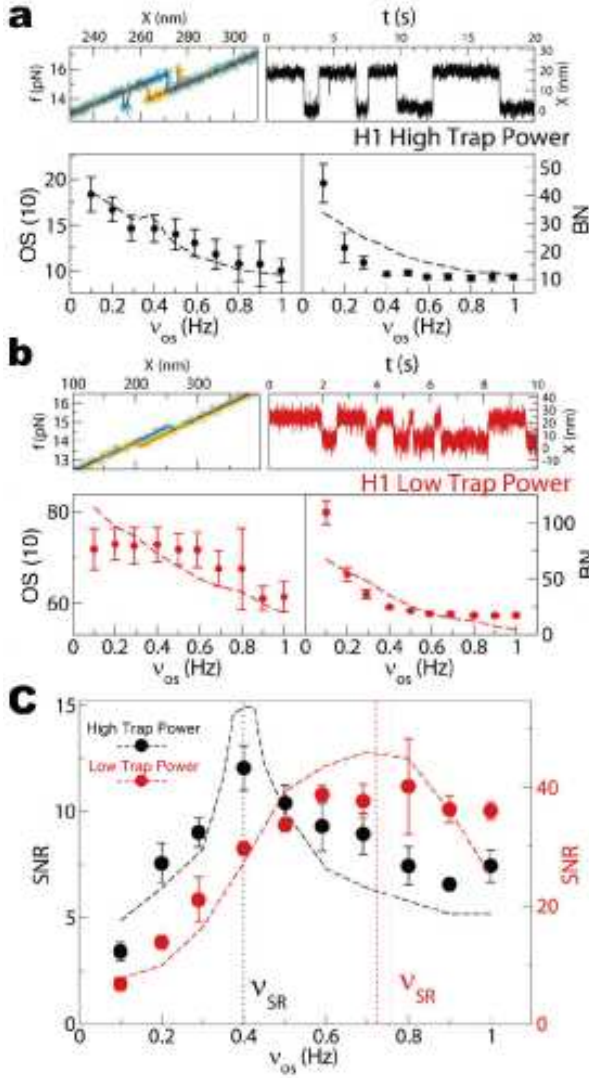 a
X (nm)
240 260 280 300
t (s)
0 5 10 15 20
f (pN)
16
14
30
20
10
0
X (nm)
H1 High Trap Power
OS (10)
20
15
10
50
40
30
20
10
BN
0 0.2 0.4 0.6 0.8 1
0 0.2 0.4 0.6 0.8 1
ν_os (Hz)
ν_os (Hz)
b
X (nm)
100 200 300
t (s)
0 2 4 6 8 10
f (pN)
16
15
14
13
40
30
20
10
0
-10
X (nm)
H1 Low Trap Power
OS (10)
80
60
100
50
0
BN
0 0.2 0.4 0.6 0.8 1
0 0.2 0.4 0.6 0.8 1
ν_os (Hz)
ν_os (Hz)
c
High Trap Power
Low Trap Power
SNR
15
10
5
0
40
20
0
SNR
ν_SR
ν_SR
0 0.2 0.4 0.6 0.8 1
ν_os (Hz)